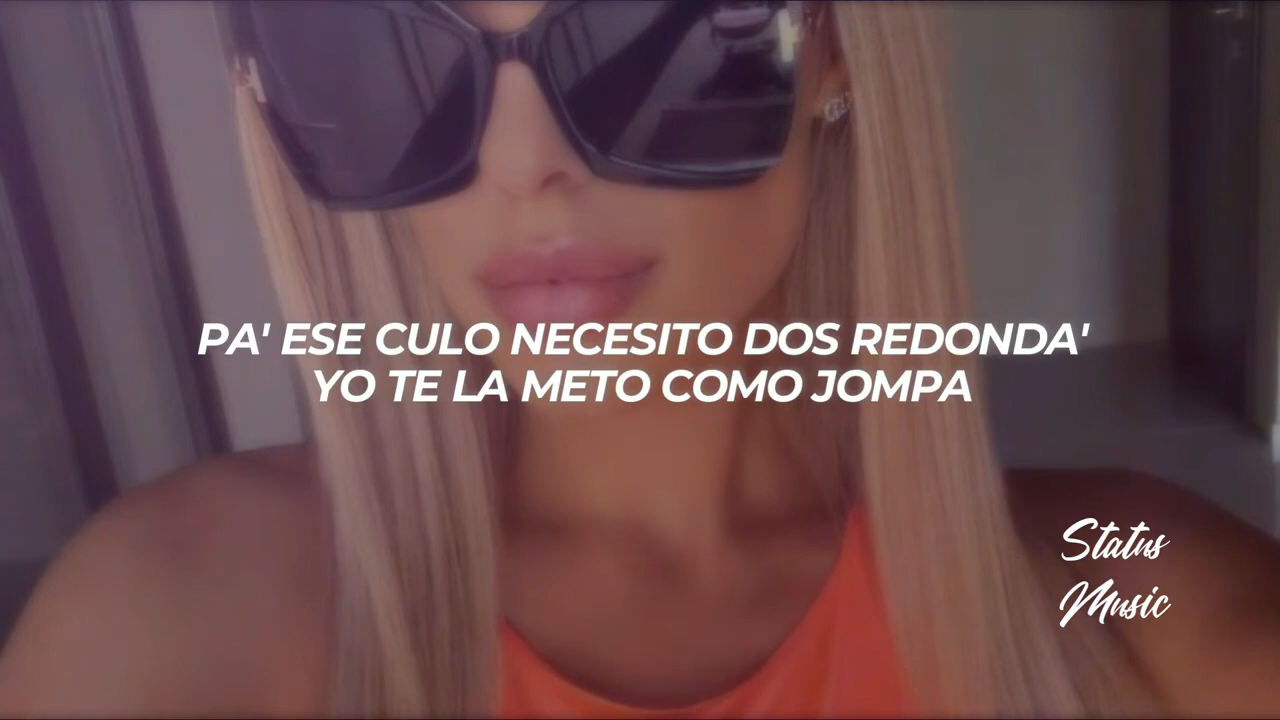 PA' ESE CULO NECESITO DOS REDONDA'
YO TE LA METO COMO JOMPA
Status
Music